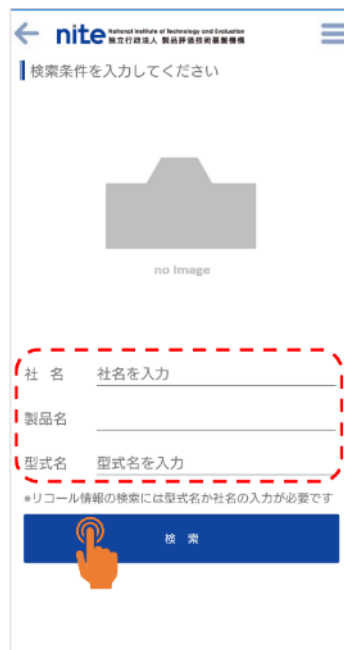 nite National Institute of Technology and Evaluation
独立行政法人 製品評価技術基盤機構
検索条件を入力してください
no Image
社 名 社名を入力
製品名
型式名 型式名を入力
*リコール情報の検索には型式名か社名の入力が必要です
検 索